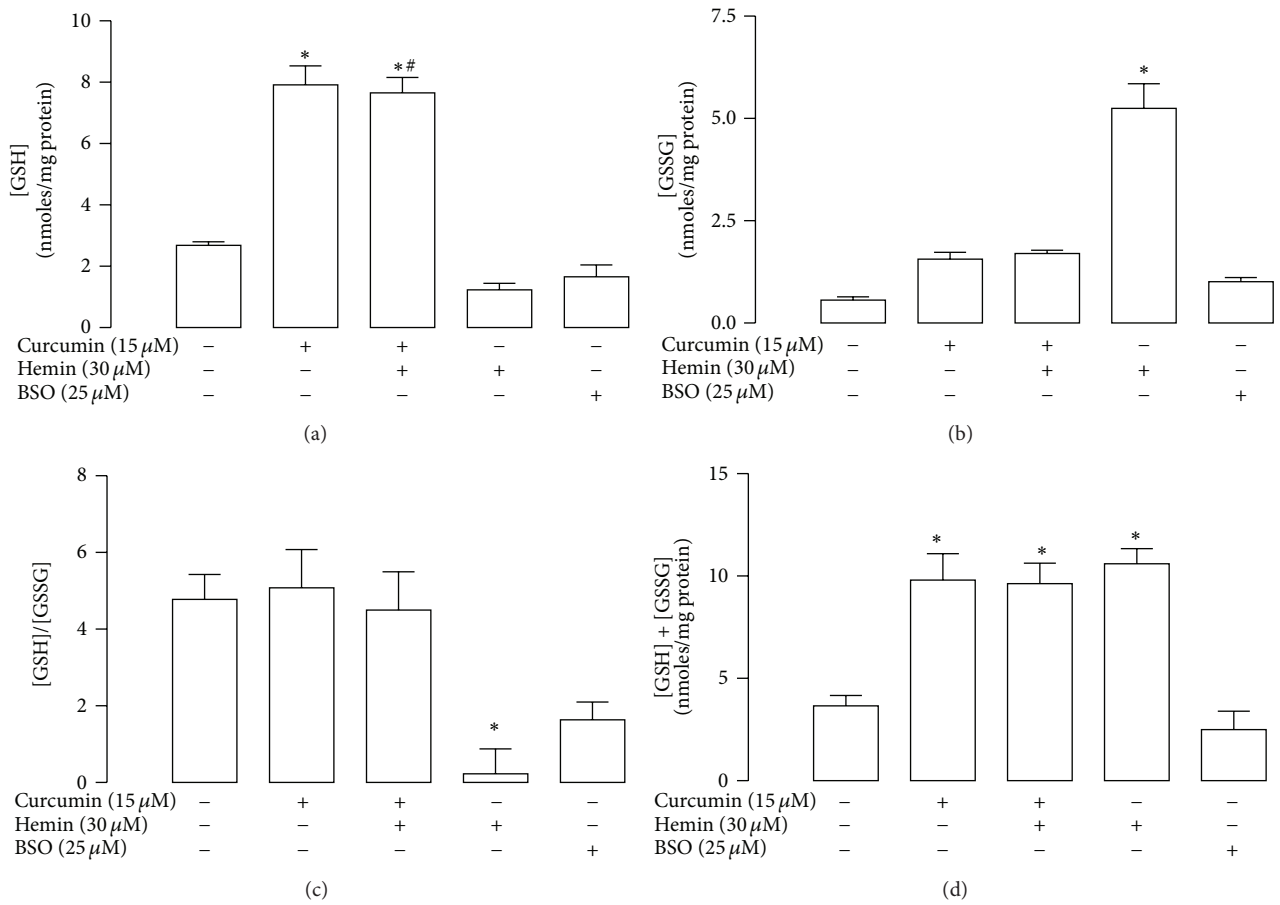 10
8
6
4
2
0
[GSH]
(nmoles/mg protein)
*
*#
Curcumin (15 μM) − + + − −
Hemin (30 μM) − − + + −
BSO (25 μM) − − − − +
(a)
7.5
5.0
2.5
0.0
[GSSG]
(nmoles/mg protein)
*
Curcumin (15 μM) − + + − −
Hemin (30 μM) − − + + −
BSO (25 μM) − − − − +
(b)
8
6
4
2
0
[GSH]/[GSSG]
*
Curcumin (15 μM) − + + − −
Hemin (30 μM) − − + + −
BSO (25 μM) − − − − +
(c)
15
10
5
0
[GSH] + [GSSG]
(nmoles/mg protein)
*
*
*
Curcumin (15 μM) − + + − −
Hemin (30 μM) − − + + −
BSO (25 μM) − − − − +
(d)